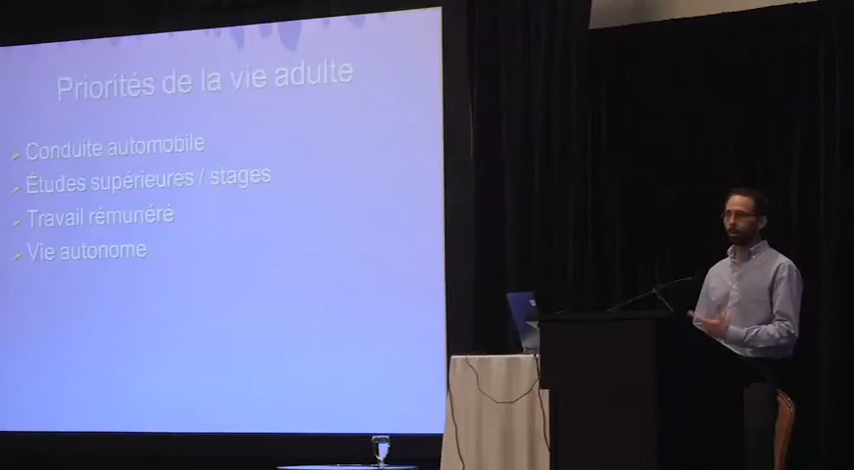 Priorités de la vie adulte
Conduite automobile
Études supérieures / stages
Travail rémunéré
Vie autonome